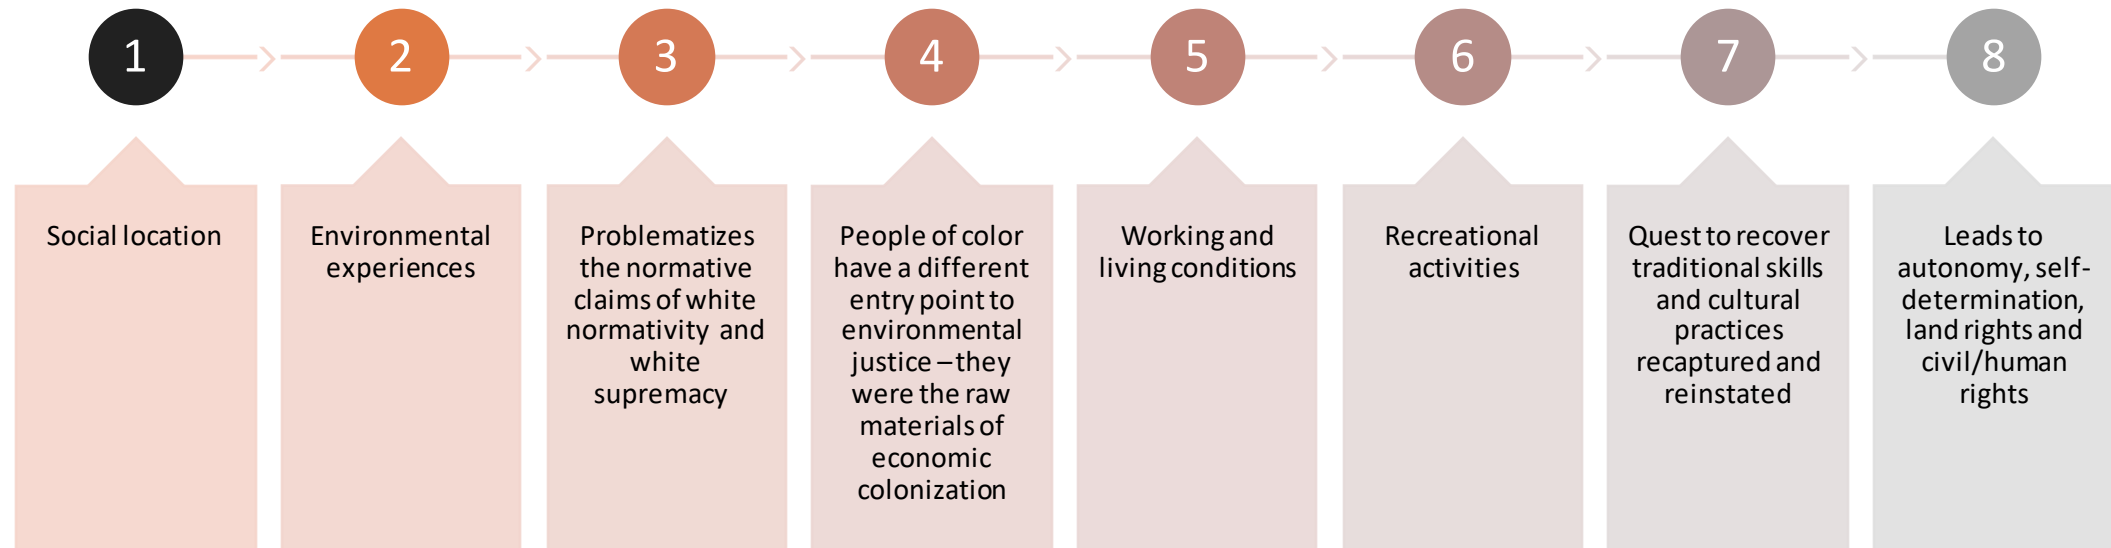 1
2
3
4
5
6
7
8
Social location
Environmental
experiences
Problematizes
the normative
claims of white
normativity and
white
supremacy
People of color
have a different
entry point to
environmental
justice – they
were the raw
materials of
economic
colonization
Working and
living conditions
Recreational
activities
Quest to recover
traditional skills
and cultural
practices
recaptured and
reinstated
Leads to
autonomy, self-
determination,
land rights and
civil/human
rights